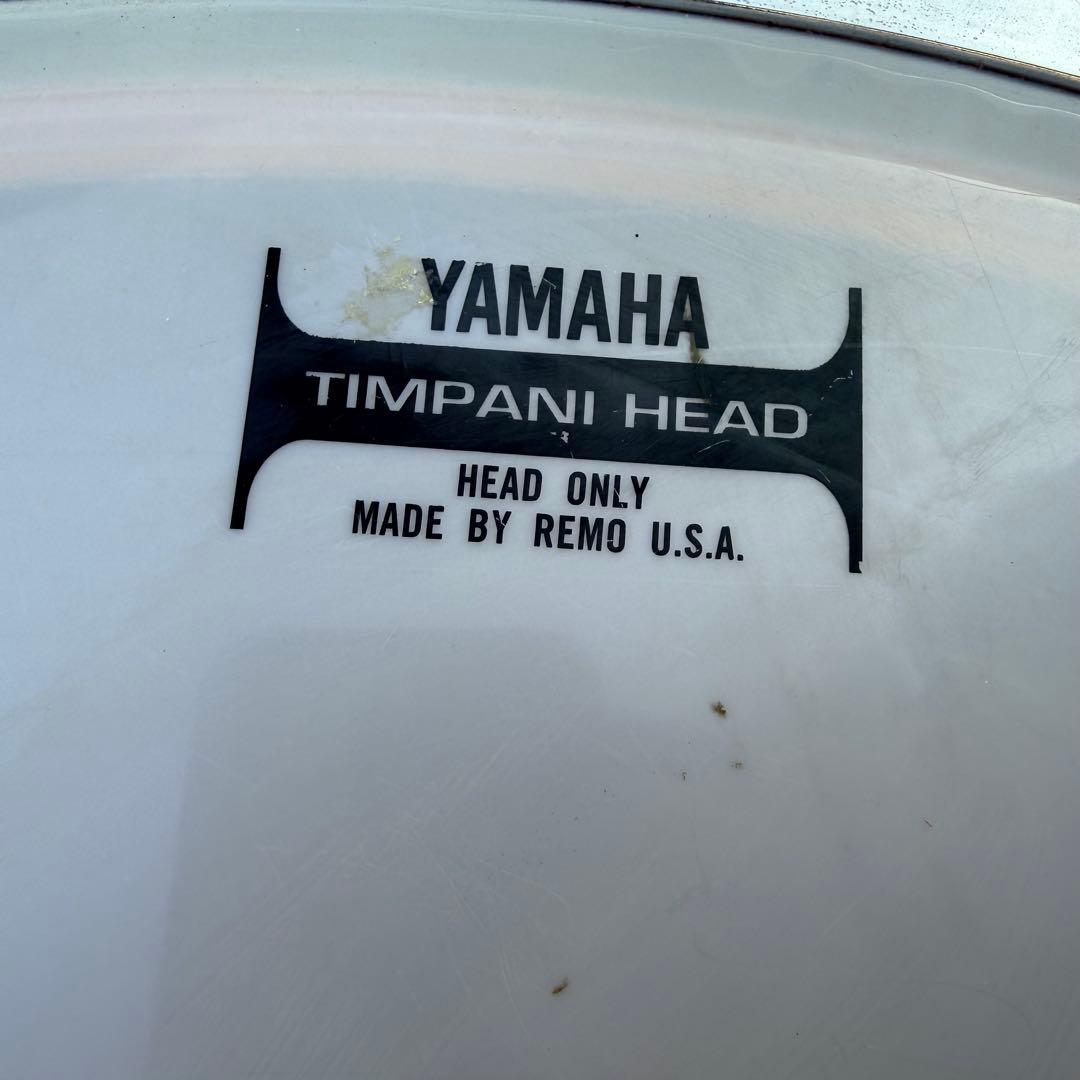 YAMAHA
TIMPANI HEAD
HEAD ONLY
MADE BY REMO U.S.A.